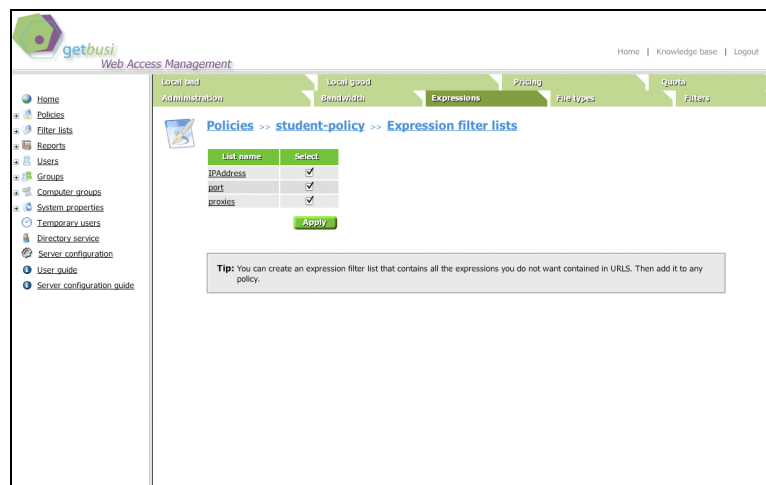 getbusi
Web Access Management
Home | Knowledge base | Logout
Local bad Local good Pricing Quota
Administration Bandwidth Expressions File types Filters
Home
Policies
Filter lists
Reports
Users
Groups
Computer groups
System properties
Temporary users
Directory service
Server configuration
User guide
Server configuration guide
Policies >> student-policy >> Expression filter lists
List name Select
IPAddress
port
proxies
Apply
Tip: You can create an expression filter list that contains all the expressions you do not want contained in URLS. Then add it to any
policy.